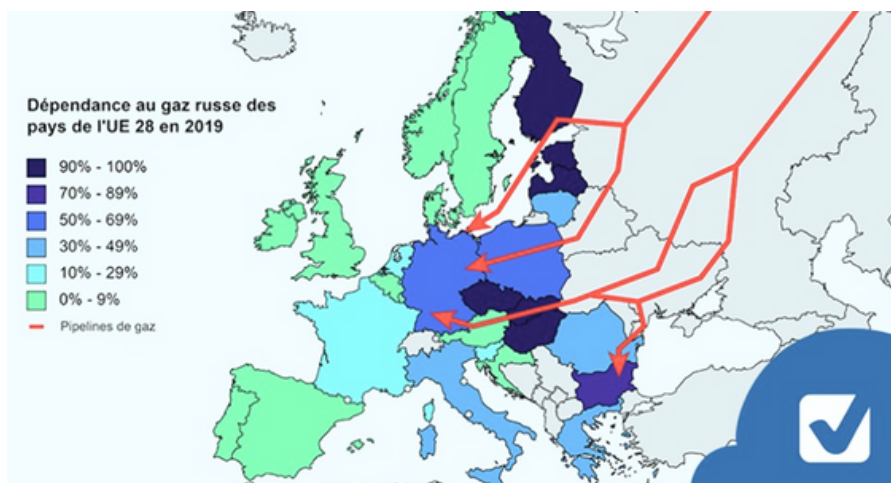 Dépendance au gaz russe des
pays de l'UE 28 en 2019
90% - 100%
70% - 89%
50% - 69%
30% - 49%
10% - 29%
0% - 9%
Pipelines de gaz